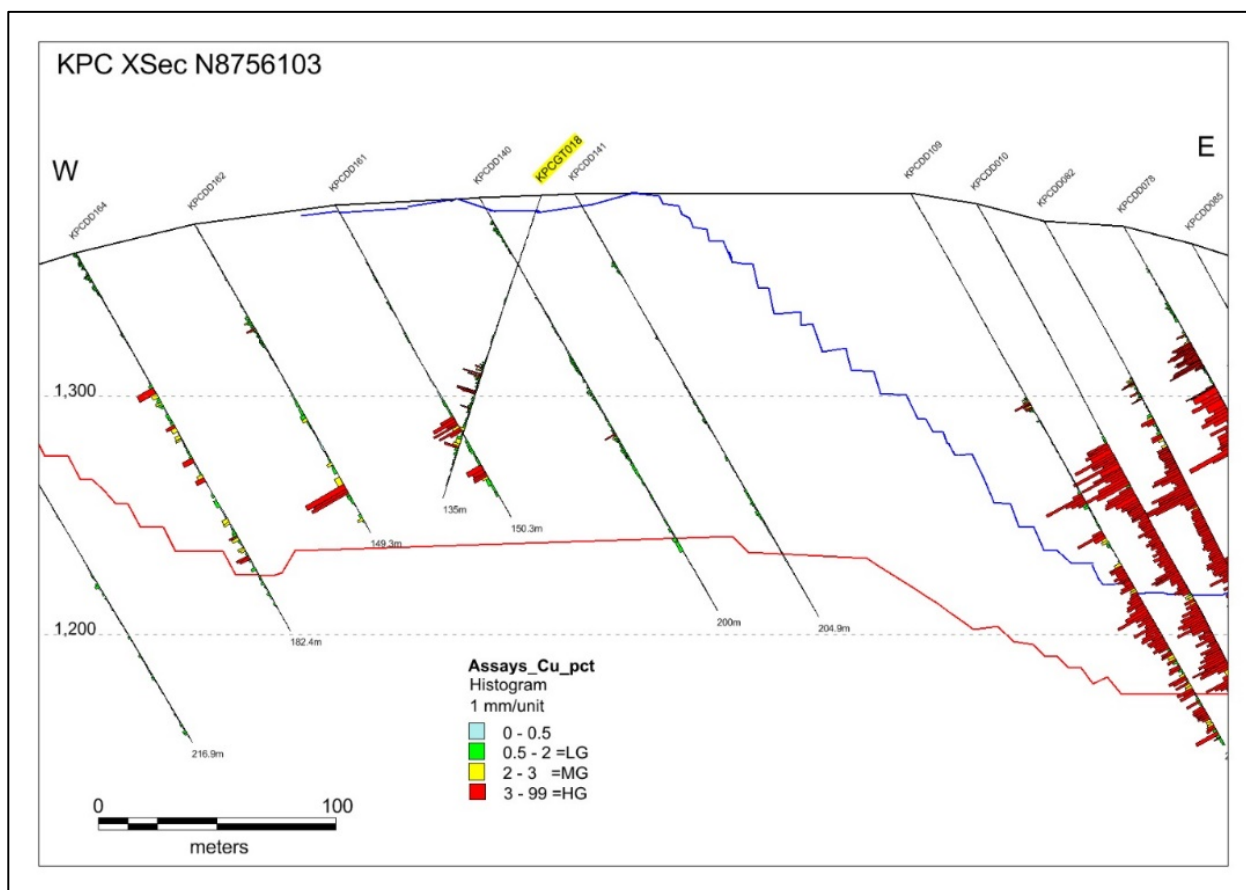 KPC XSec N8756103
W
E
KPCDD164
KPCDD162
KPCDD161
KPCDD140
KPCGT018
KPCDD141
KPCDD109
KPCDD010
KPCDD082
KPCDD078
KPCDD085
1,300
135m
150.3m
149.3m
200m
204.9m
1,200
182.4m
216.9m
Assays_Cu_pct
Histogram
1 mm/unit
0 - 0.5
0.5 - 2 =LG
2 - 3 =MG
3 - 99 =HG
0 100
meters